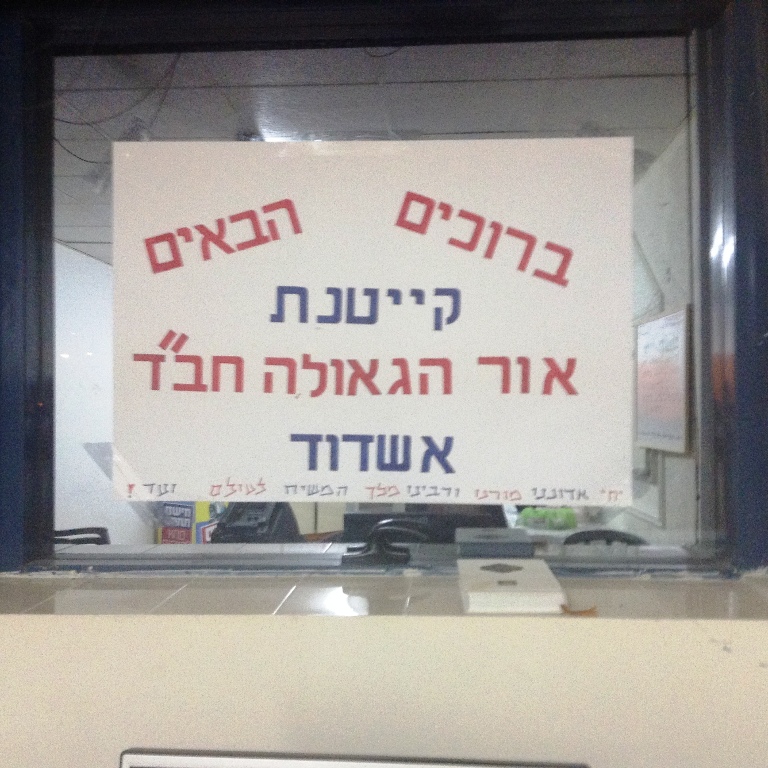 ברוכים הבאים
קייטנת
אור הגאולה חב"ד
אשדוד
יחי אדוננו מורנו ורבינו מלך המשיח לעולם ועד!